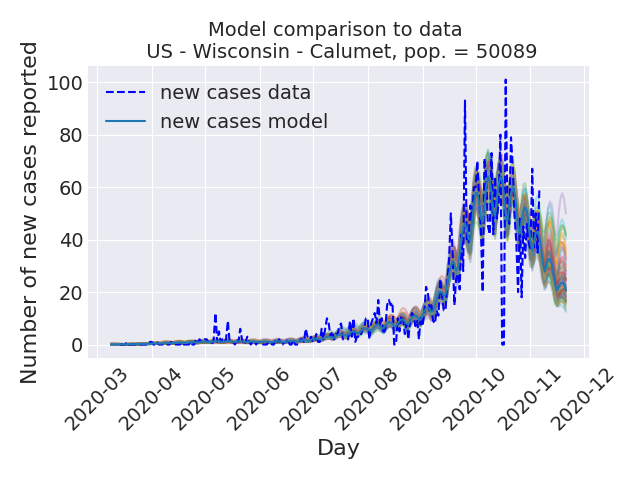 Model comparison to data
US - Wisconsin - Calumet, pop. = 50089
Number of new cases reported
100
80
60
40
20
0
new cases data
new cases model
2020-03
2020-04
2020-05
2020-06
2020-07
2020-08
2020-09
2020-10
2020-11
2020-12
Day